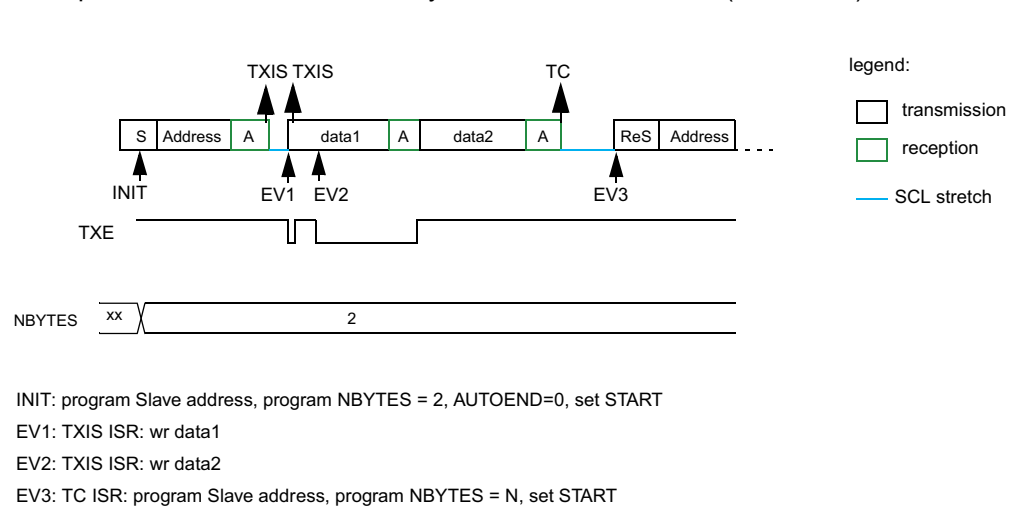 legend:
TXIS TXIS TC
transmission
S Address A data1 A data2 A ReS Address
reception
INIT EV1 EV2 EV3
SCL stretch
TXE
NBYTES xx 2
INIT: program Slave address, program NBYTES = 2, AUTOEND=0, set START
EV1: TXIS ISR: wr data1
EV2: TXIS ISR: wr data2
EV3: TC ISR: program Slave address, program NBYTES = N, set START